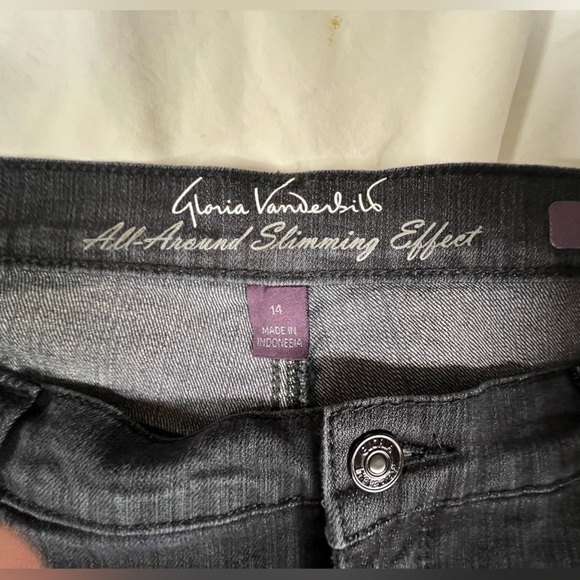 Gloria Vanderbilt
All-Around Slimming Effect
14
MADE IN
INDONESIA